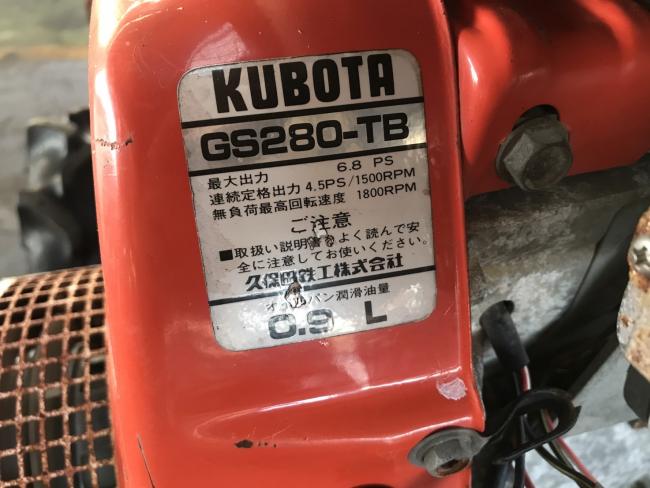 KUBOTA
GS280-TB
最大出力 6.8 PS
連続定格出力 4.5PS/1500RPM
無負荷最高回転速度 1800RPM
ご注意
■取扱い説明書をよく読んで安
全に注意してお使いください。
久保田鉄工株式会社
オイルパン潤滑油量
0.9 L